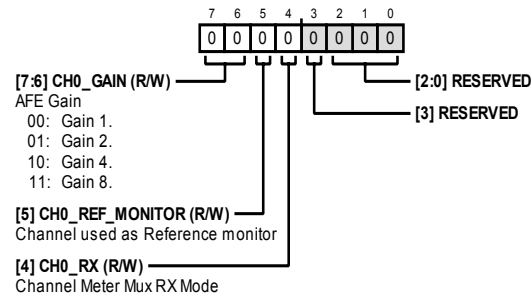 7 6 5 4 3 2 1 0
0 0 0 0 0 0 0 0
[7:6] CH0_GAIN (R/W)
AFE Gain
00: Gain 1.
01: Gain 2.
10: Gain 4.
11: Gain 8.
[5] CH0_REF_MONITOR (R/W)
Channel used as Reference monitor
[4] CH0_RX (R/W)
Channel Meter Mux RX Mode
[2:0] RESERVED
[3] RESERVED